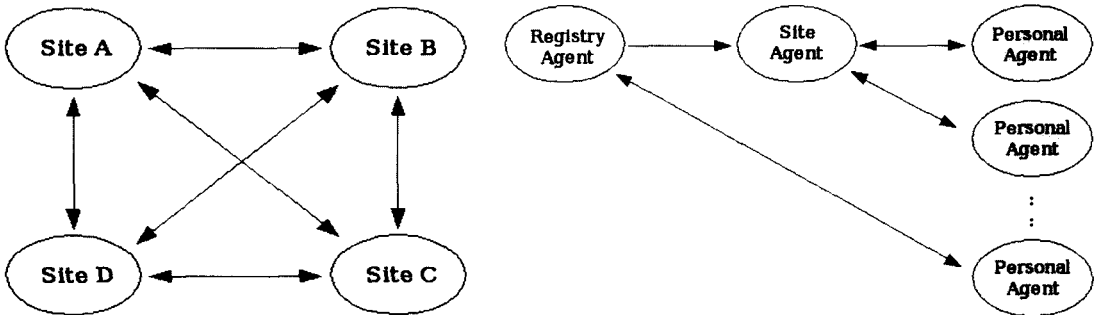 Site A
Site B
Site D
Site C
Registry
Agent
Site
Agent
Personal
Agent
Personal
Agent
:
:
Personal
Agent